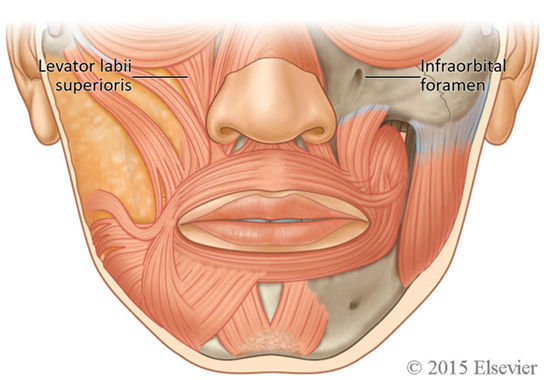 Levator labii
superioris
Infraorbital
foramen
© 2015 Elsevier